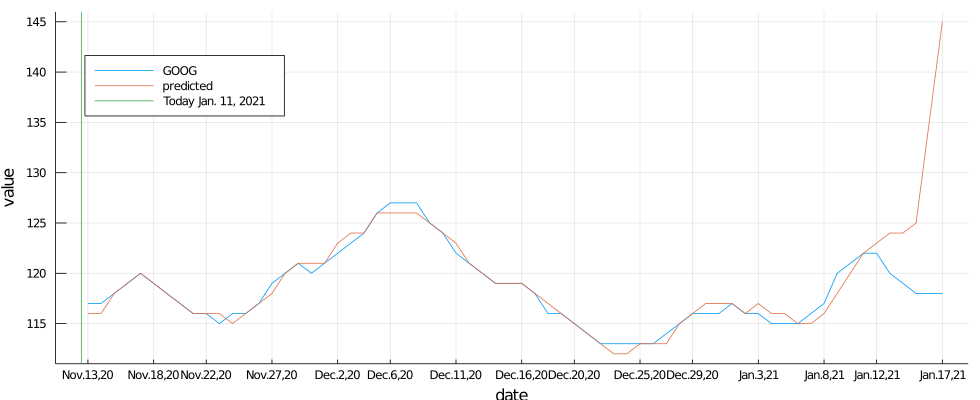 145
140
135
130
125
120
115
value
GOOG
predicted
Today Jan. 11, 2021
Nov.13,20 Nov.18,20 Nov.22,20 Nov.27,20 Dec.2,20 Dec.6,20 Dec.11,20 Dec.16,20 Dec.20,20 Dec.25,20 Dec.29,20 Jan.3,21 Jan.8,21 Jan.12,21 Jan.17,21
date